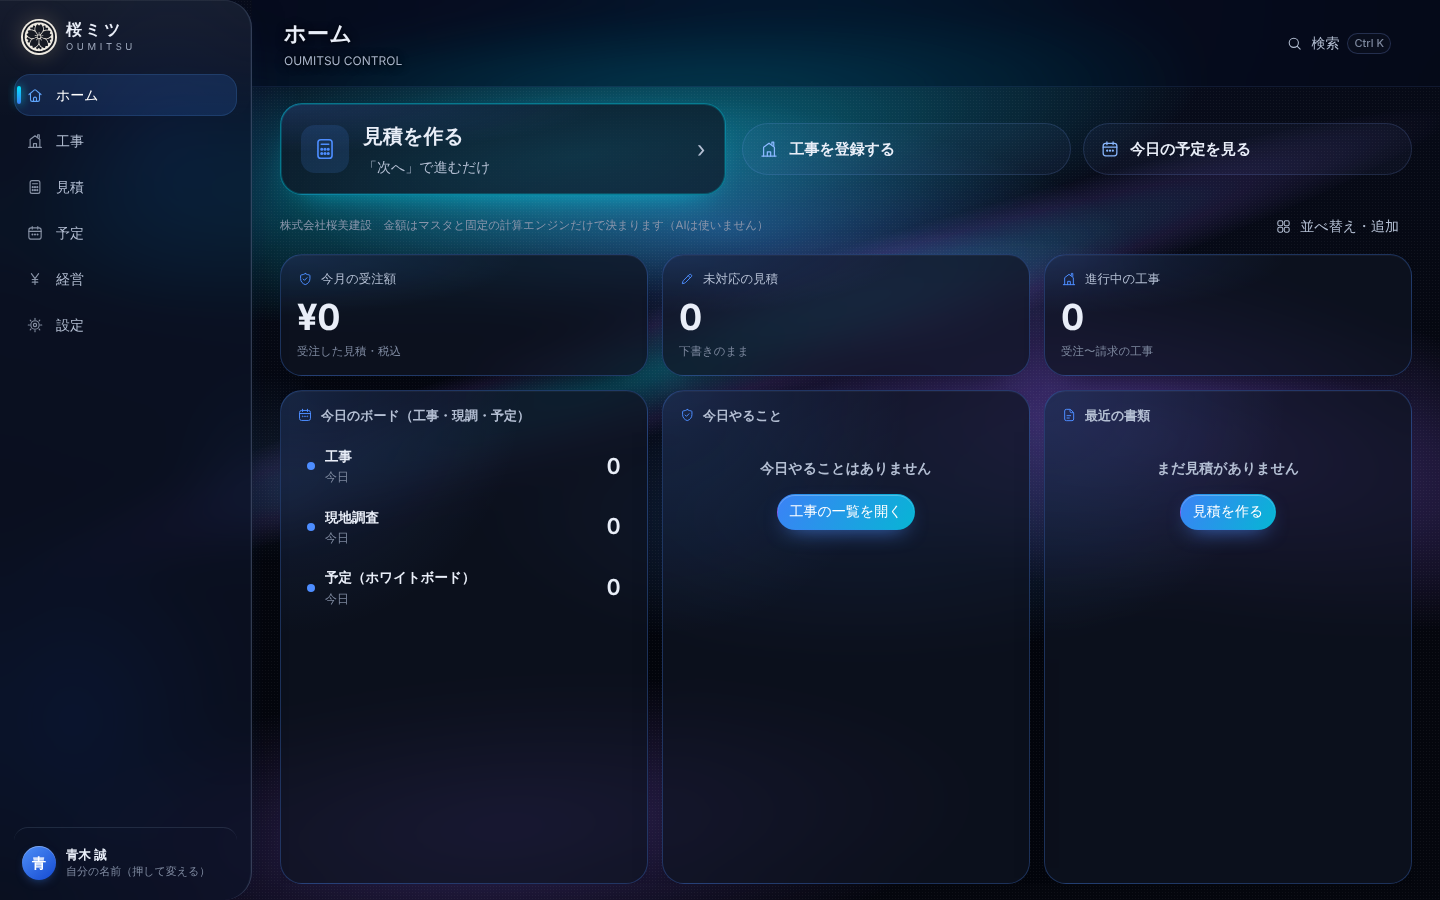 桜ミツ
OUMITSU
ホーム
工事
見積
予定
経営
設定
青
青木 誠
自分の名前（押して変える）
ホーム
OUMITSU CONTROL
検索 Ctrl K
見積を作る
「次へ」で進むだけ
工事を登録する
今日の予定を見る
株式会社桜美建設　金額はマスタと固定の計算エンジンだけで決まります（AIは使いません）
並べ替え・追加
今月の受注額
¥0
受注した見積・税込
未対応の見積
0
下書きのまま
進行中の工事
0
受注〜請求の工事
今日のボード（工事・現調・予定）
工事
今日
0
現地調査
今日
0
予定（ホワイトボード）
今日
0
今日やること
今日やることはありません
工事の一覧を開く
最近の書類
まだ見積がありません
見積を作る